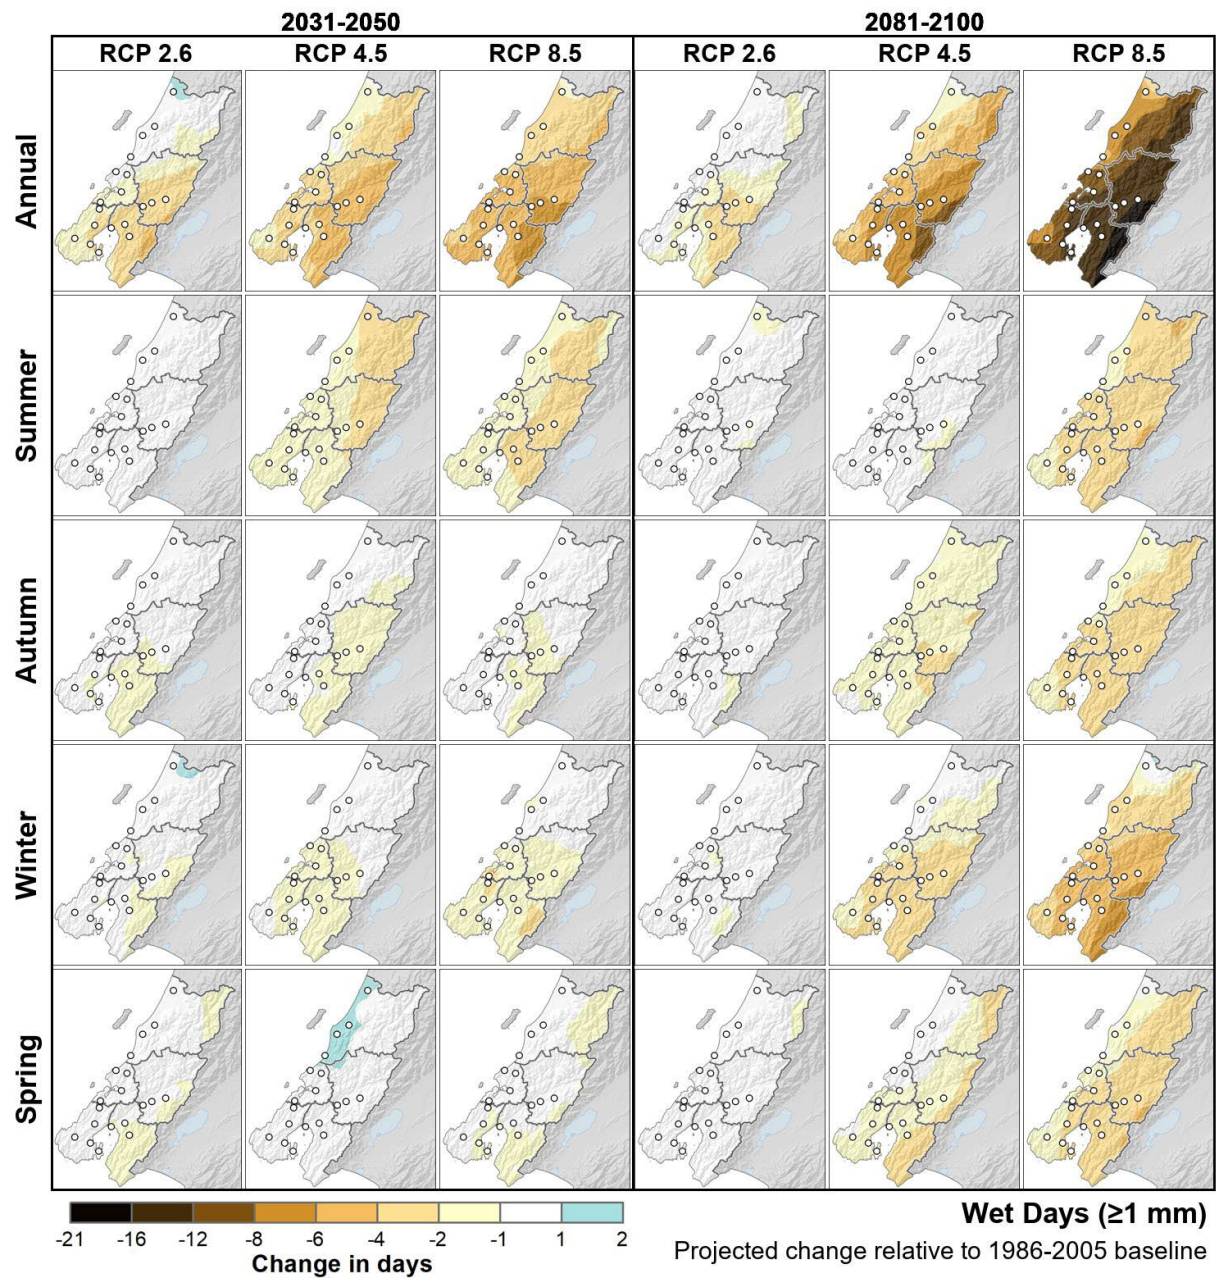 2031-2050 2081-2100
RCP 2.6 RCP 4.5 RCP 8.5 RCP 2.6 RCP 4.5 RCP 8.5
Annual
Summer
Autumn
Winter
Spring
-21 -16 -12 -8 -6 -4 -2 -1 1 2
Change in days
Wet Days (≥1 mm)
Projected change relative to 1986-2005 baseline